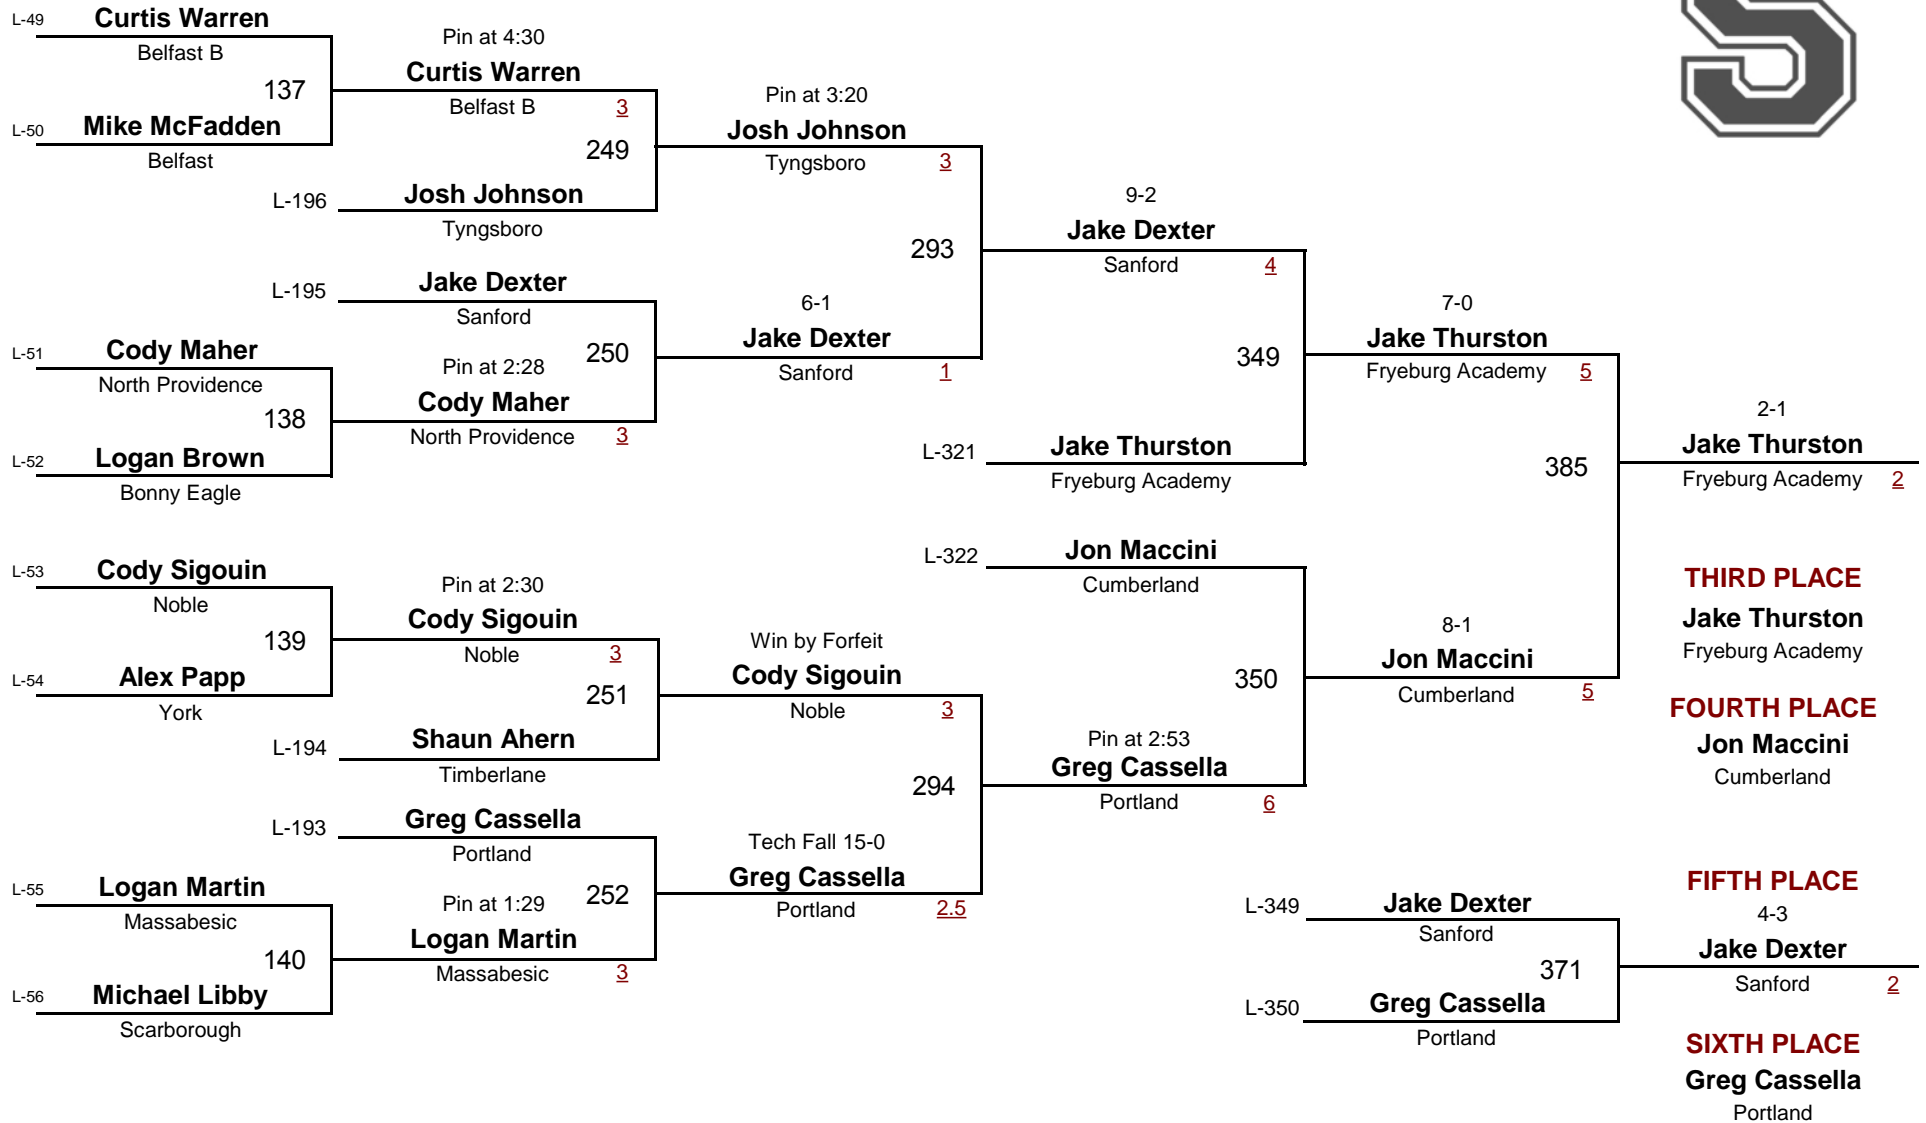 L-49 Curtis Warren
Belfast B
137
L-50 Mike McFadden
Belfast
Pin at 4:30
Curtis Warren
Belfast B 3
249
L-196 Josh Johnson
Tyngsboro
Pin at 3:20
Josh Johnson
Tyngsboro 3
L-195 Jake Dexter
Sanford
250
L-51 Cody Maher
North Providence
138
L-52 Logan Brown
Bonny Eagle
Pin at 2:28
Cody Maher
North Providence 3
6-1
Jake Dexter
Sanford 1
293
9-2
Jake Dexter
Sanford 4
349
L-321 Jake Thurston
Fryeburg Academy
7-0
Jake Thurston
Fryeburg Academy 5
385
2-1
Jake Thurston
Fryeburg Academy 2
L-53 Cody Sigouin
Noble
139
L-54 Alex Papp
York
Pin at 2:30
Cody Sigouin
Noble 3
251
L-194 Shaun Ahern
Timberlane
Win by Forfeit
Cody Sigouin
Noble 3
294
L-193 Greg Cassella
Portland
252
L-55 Logan Martin
Massabesic
140
L-56 Michael Libby
Scarborough
Pin at 1:29
Logan Martin
Massabesic 3
Tech Fall 15-0
Greg Cassella
Portland 2.5
L-322 Jon Maccini
Cumberland
350
Pin at 2:53
Greg Cassella
Portland 6
8-1
Jon Maccini
Cumberland 5
THIRD PLACE
Jake Thurston
Fryeburg Academy
FOURTH PLACE
Jon Maccini
Cumberland
L-349 Jake Dexter
Sanford
371
L-350 Greg Cassella
Portland
FIFTH PLACE
4-3
Jake Dexter
Sanford 2
SIXTH PLACE
Greg Cassella
Portland
S